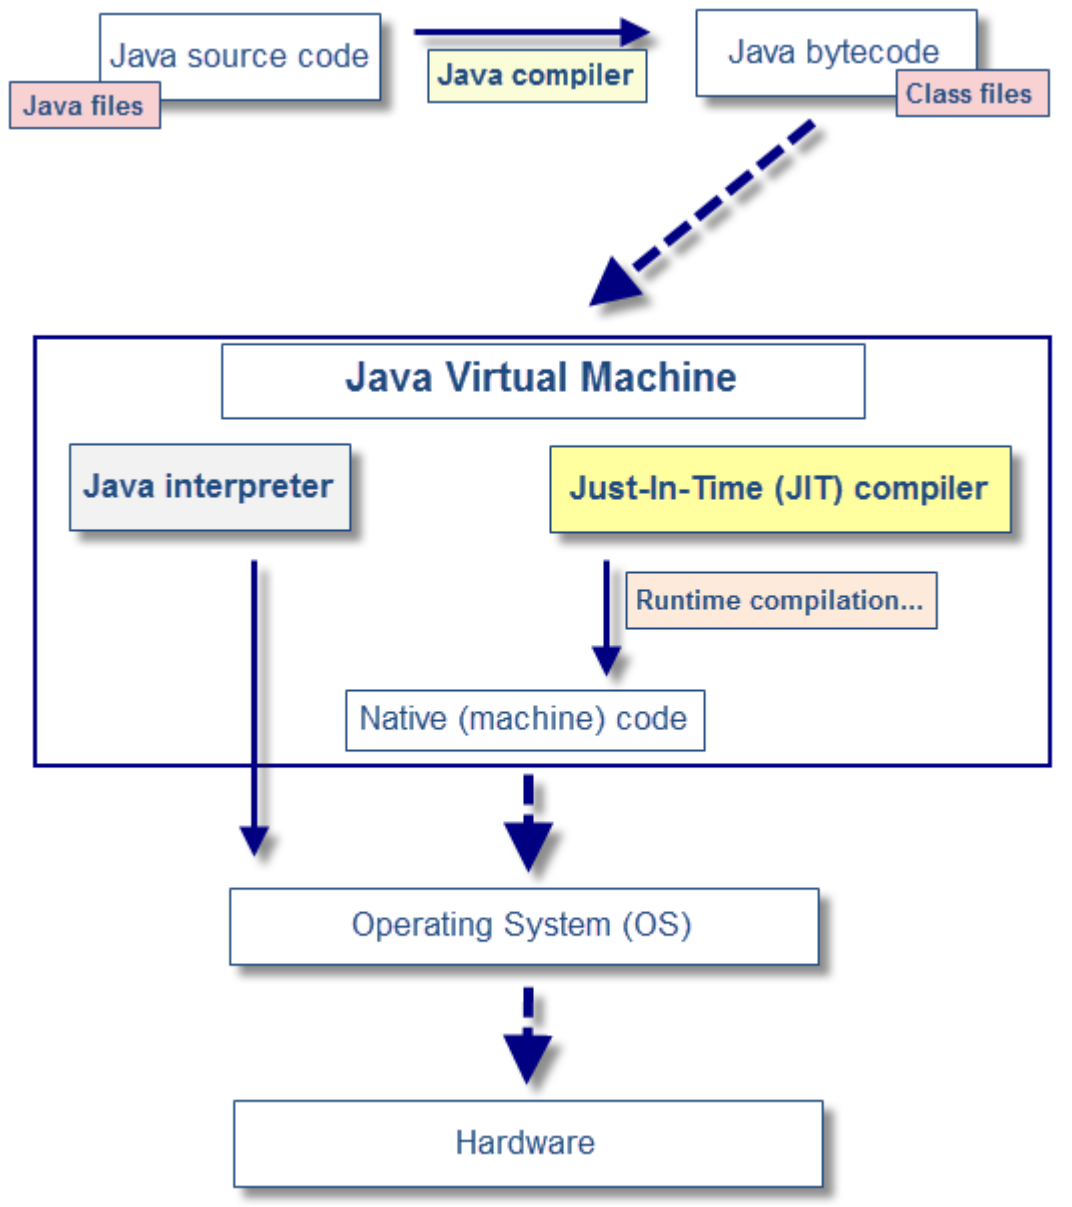 Java source code
Java files
Java compiler
Java bytecode
Class files
Java Virtual Machine
Java interpreter
Just-In-Time (JIT) compiler
Runtime compilation...
Native (machine) code
Operating System (OS)
Hardware